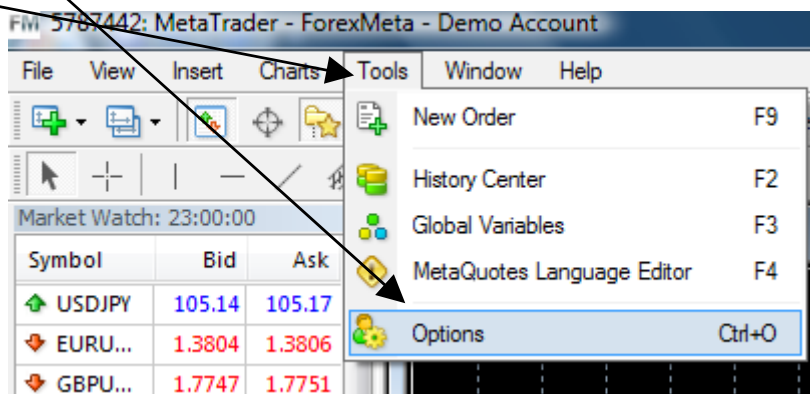 FM 5787442: MetaTrader - ForexMeta - Demo Account
File View Insert Charts Tools Window Help
New Order F9
History Center F2
Global Variables F3
MetaQuotes Language Editor F4
Options Ctrl+O
Market Watch: 23:00:00
Symbol Bid Ask
USDJPY 105.14 105.17
EURU... 1.3804 1.3806
GBPU... 1.7747 1.7751